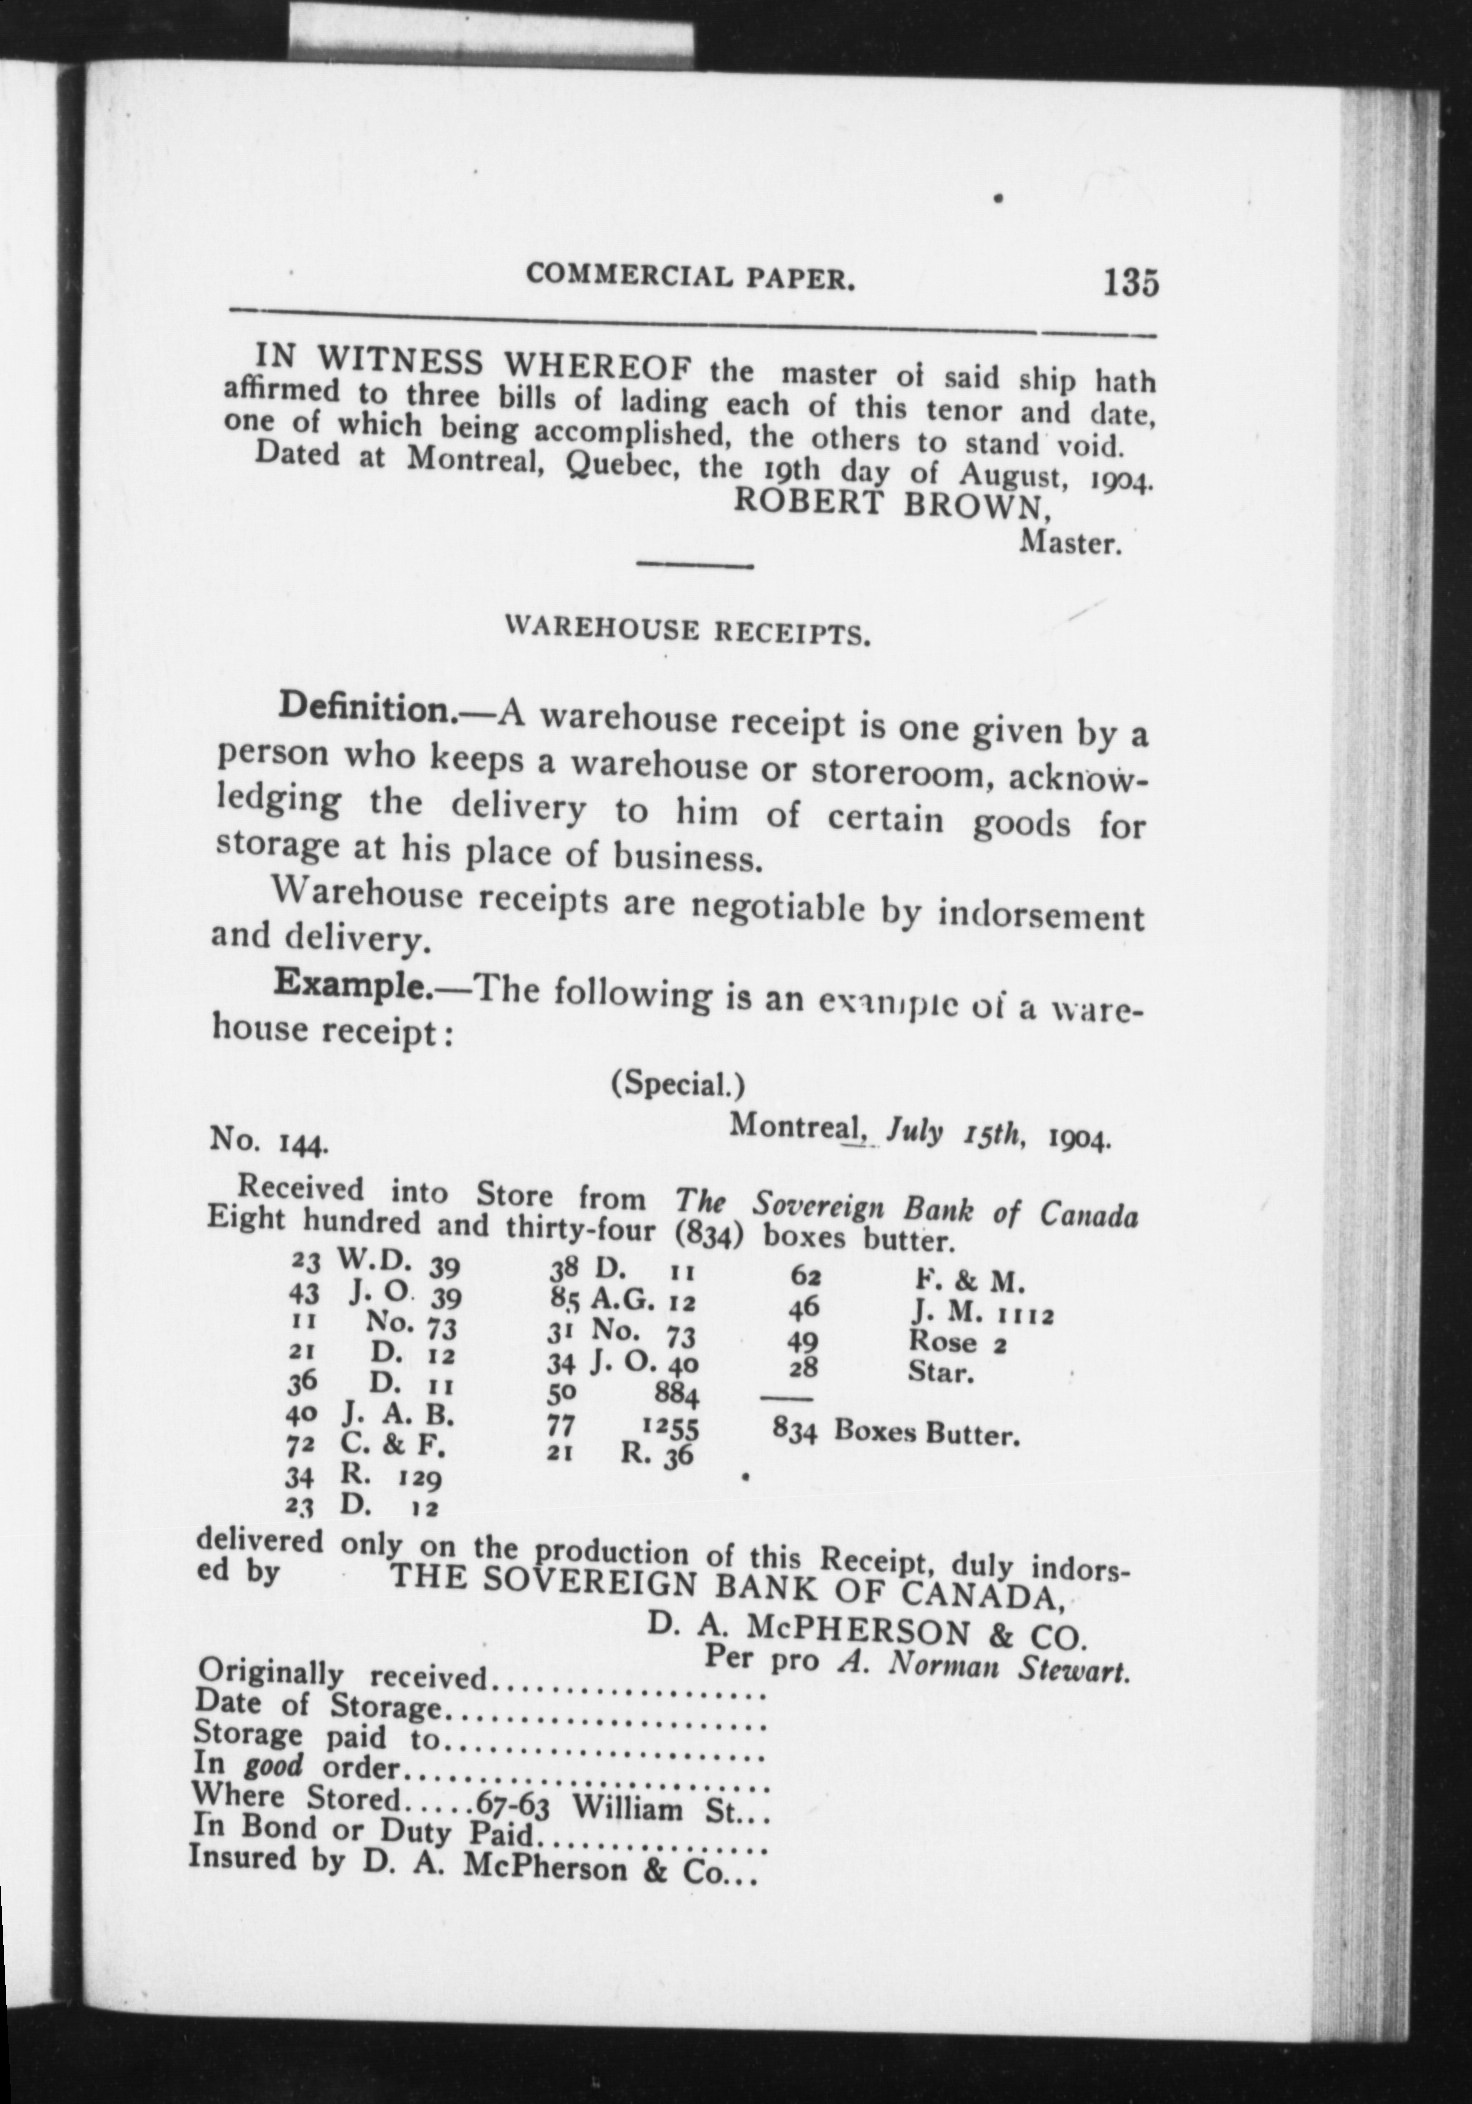 COMMERCIAL PAPER. 135
IN WITNESS WHEREOF the master of said ship hath
affirmed to three bills of lading each of this tenor and date,
one of which being accomplished, the others to stand void.
Dated at Montreal, Quebec, the 19th day of August, 1904.
ROBERT BROWN,
Master.
WAREHOUSE RECEIPTS.
Definition.—A warehouse receipt is one given by a
person who keeps a warehouse or storeroom, acknow-
ledging the delivery to him of certain goods for
storage at his place of business.
Warehouse receipts are negotiable by indorsement
and delivery.
Example.—The following is an example of a ware-
house receipt:
(Special.)
No. 144. Montreal, July 15th, 1904.
Received into Store from The Sovereign Bank of Canada
Eight hundred and thirty-four (834) boxes butter.
23 W.D. 39 38 D. 11 62 F. & M.
43 J. O. 39 85 A.G. 12 46 J. M. 1112
11 No. 73 31 No. 73 49 Rose 2
21 D. 12 34 J. O. 40 28 Star.
36 D. 11 50 884
40 J. A. B. 77 1255 834 Boxes Butter.
72 C. & F. 21 R. 36
34 R. 129
23 D. 12
delivered only on the production of this Receipt, duly indors-
ed by THE SOVEREIGN BANK OF CANADA,
D. A. McPHERSON & CO.
Per pro A. Norman Stewart.
Originally received...................
Date of Storage......................
Storage paid to......................
In good order.........................
Where Stored.....67-63 William St...
In Bond or Duty Paid................
Insured by D. A. McPherson & Co...